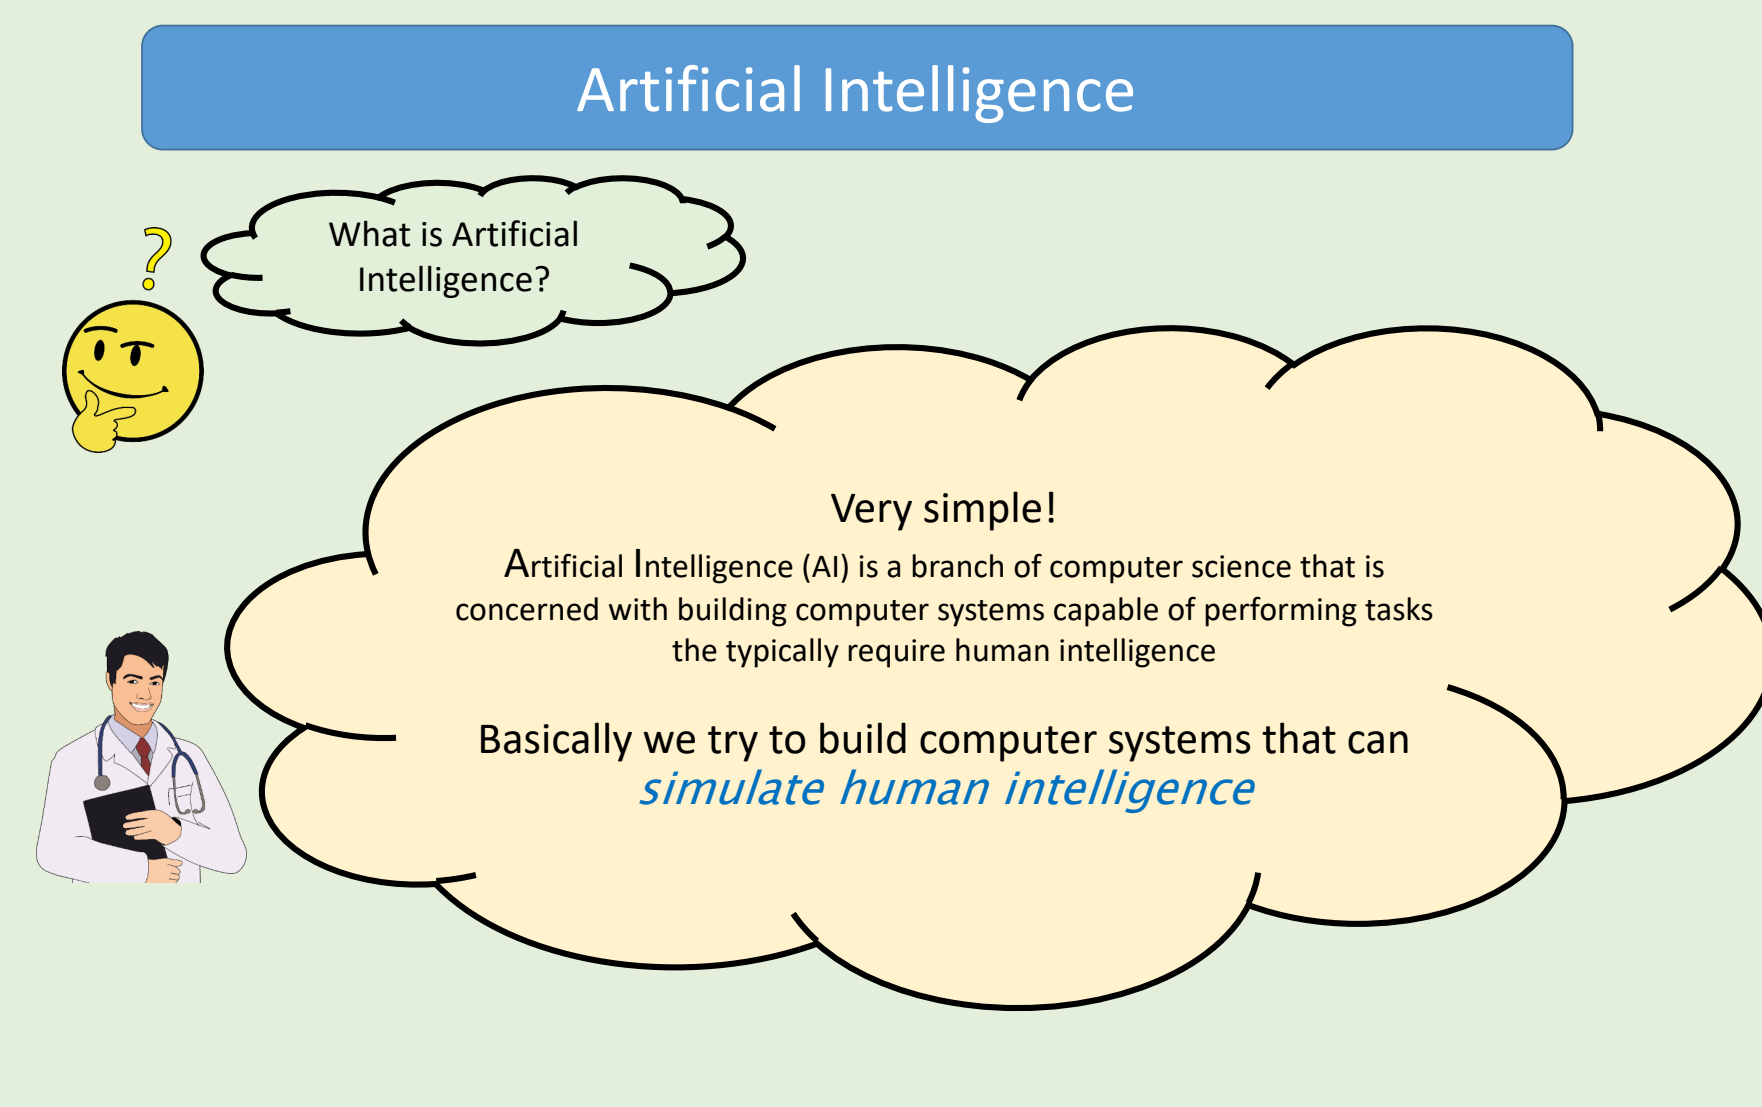 Artificial Intelligence
?
What is Artificial
Intelligence?
Very simple!
Artificial Intelligence (AI) is a branch of computer science that is
concerned with building computer systems capable of performing tasks
the typically require human intelligence
Basically we try to build computer systems that can
simulate human intelligence